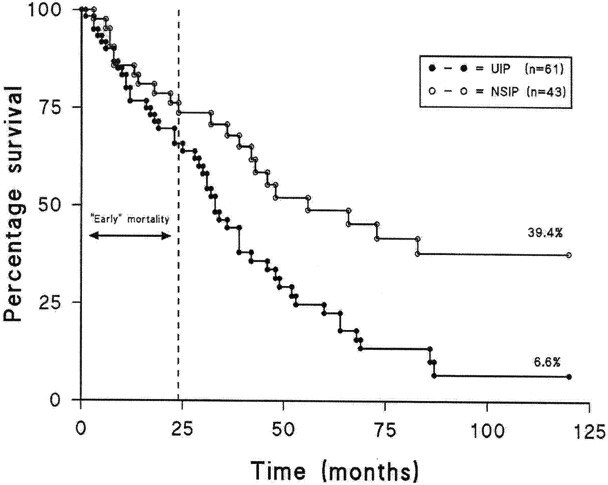 100
75
50
25
0
Percentage survival
= UIP (n=61)
= NSIP (n=43)
"Early" mortality
39.4%
6.6%
0
25
50
75
100
125
Time (months)